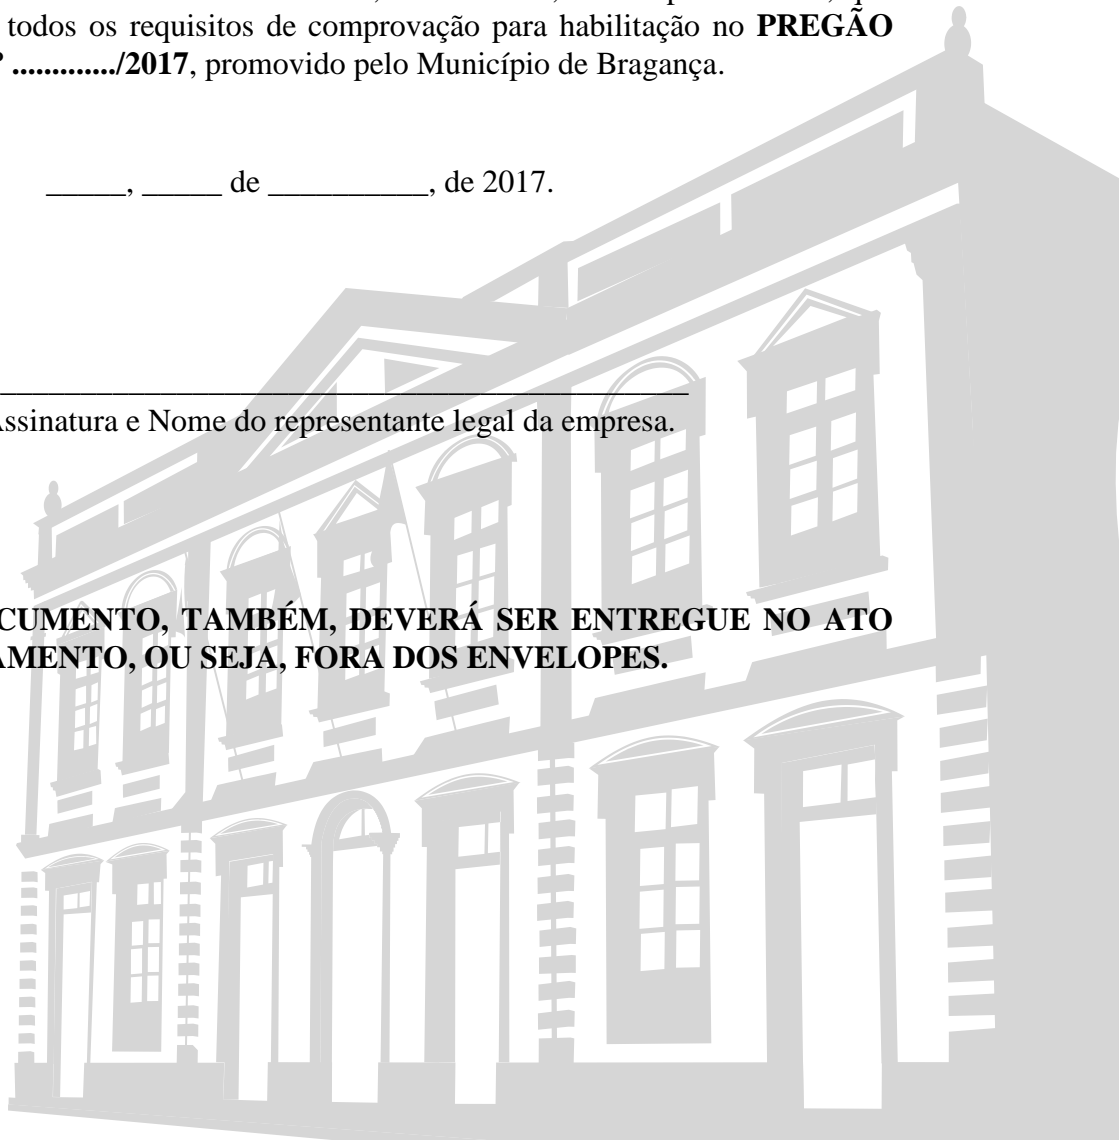 todos os requisitos de comprovação para habilitação no PREGÃO
............./2017, promovido pelo Município de Bragança.
_____, _____ de __________, de 2017.
____________________________________________
Assinatura e Nome do representante legal da empresa.
CUMENTO, TAMBÉM, DEVERÁ SER ENTREGUE NO ATO
AMENTO, OU SEJA, FORA DOS ENVELOPES.